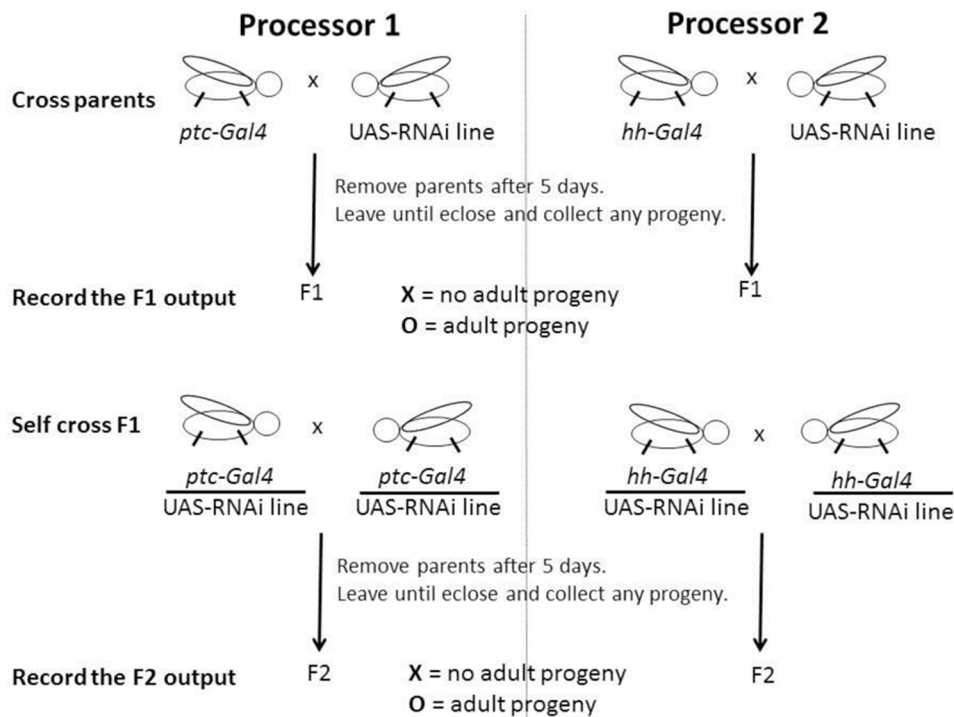 Processor 1
Processor 2
Cross parents
x
x
ptc-Gal4
UAS-RNAi line
hh-Gal4
UAS-RNAi line
Remove parents after 5 days.
Leave until eclose and collect any progeny.
Record the F1 output
F1
X = no adult progeny
F1
O = adult progeny
Self cross F1
x
x
ptc-Gal4
ptc-Gal4
hh-Gal4
hh-Gal4
UAS-RNAi line
UAS-RNAi line
UAS-RNAi line
UAS-RNAi line
Remove parents after 5 days.
Leave until eclose and collect any progeny.
Record the F2 output
F2
X = no adult progeny
F2
O = adult progeny